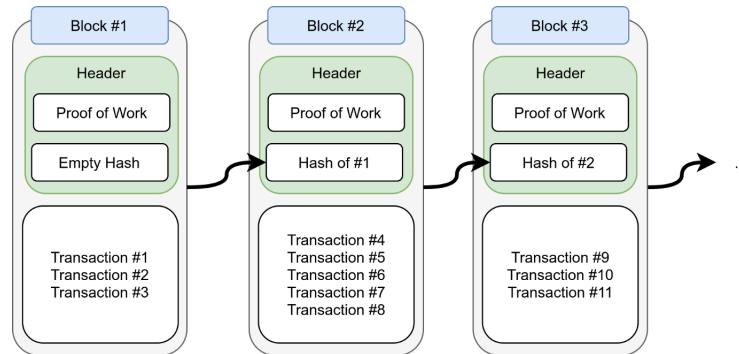 Block #1
Header
Proof of Work
Empty Hash
Transaction #1
Transaction #2
Transaction #3
Block #2
Header
Proof of Work
Hash of #1
Transaction #4
Transaction #5
Transaction #6
Transaction #7
Transaction #8
Block #3
Header
Proof of Work
Hash of #2
Transaction #9
Transaction #10
Transaction #11
.